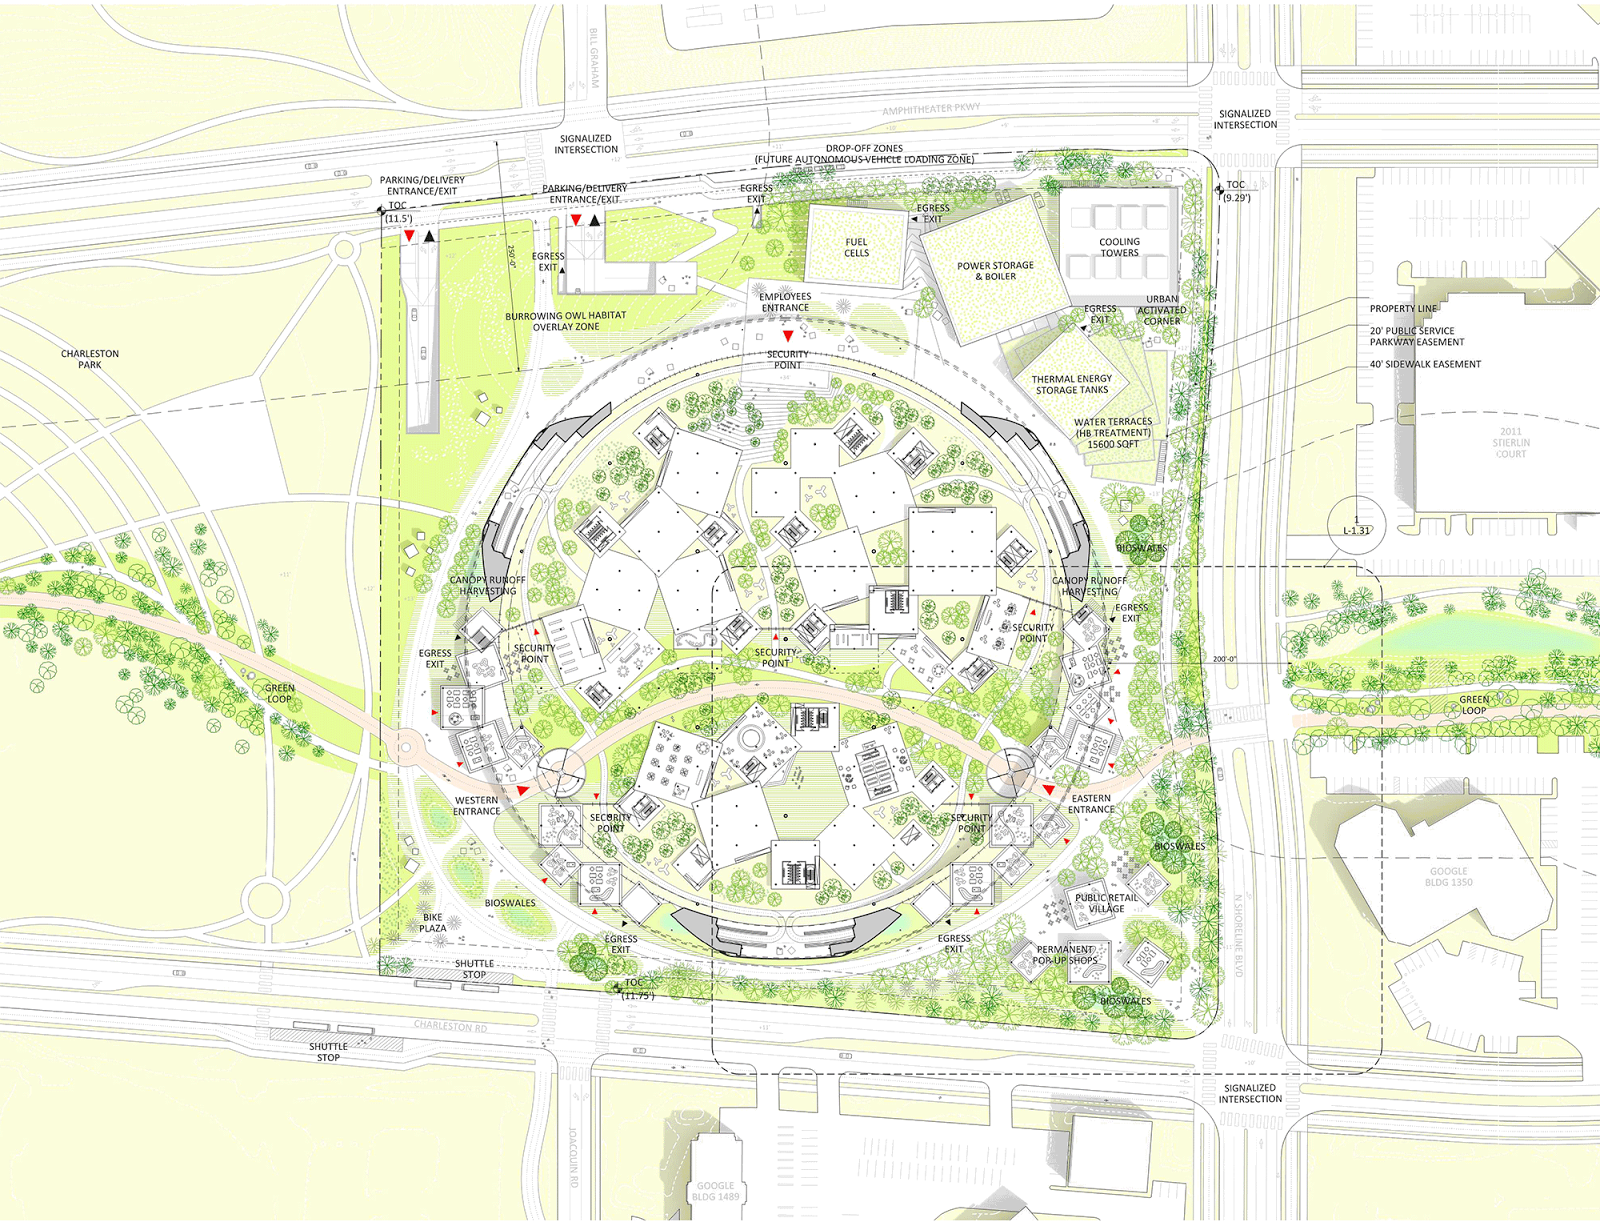 BILL GRAHAM
AMPHITHEATER PKWY
SIGNALIZED
INTERSECTION
SIGNALIZED
INTERSECTION
DROP-OFF ZONES
(FUTURE AUTONOMOUS VEHICLE LOADING ZONE)
PARKING/DELIVERY
ENTRANCE/EXIT
PARKING/DELIVERY
ENTRANCE/EXIT
EGRESS
EXIT
TOC
(11.5')
TOC
(9.29')
EGRESS
EXIT
250'-0"
EGRESS
EXIT
FUEL
CELLS
POWER STORAGE
& BOILER
COOLING
TOWERS
EMPLOYEES
ENTRANCE
BURROWING OWL HABITAT
OVERLAY ZONE
EGRESS
EXIT
URBAN
ACTIVATED
CORNER
PROPERTY LINE
20' PUBLIC SERVICE
PARKWAY EASEMENT
40' SIDEWALK EASEMENT
CHARLESTON
PARK
SECURITY
POINT
THERMAL ENERGY
STORAGE TANKS
WATER TERRACES
(HB TREATMENT)
15600 SQFT
2011
STIERLIN
COURT
1
L-1.31
BIOSWALES
CANOPY RUNOFF
HARVESTING
CANOPY RUNOFF
HARVESTING
EGRESS
EXIT
SECURITY
POINT
SECURITY
POINT
SECURITY
POINT
EGRESS
EXIT
200'-0"
GREEN
LOOP
GREEN
LOOP
WESTERN
ENTRANCE
EASTERN
ENTRANCE
SECURITY
POINT
SECURITY
POINT
BIOSWALES
GOOGLE
BLDG 1350
BIOSWALES
PUBLIC RETAIL
VILLAGE
BIKE
PLAZA
EGRESS
EXIT
EGRESS
EXIT
PERMANENT
POP-UP SHOPS
N SHORELINE BLVD
SHUTTLE
STOP
TOC
(11.75')
BIOSWALES
CHARLESTON RD
SHUTTLE
STOP
SIGNALIZED
INTERSECTION
JOAQUIN RD
GOOGLE
BLDG 1489